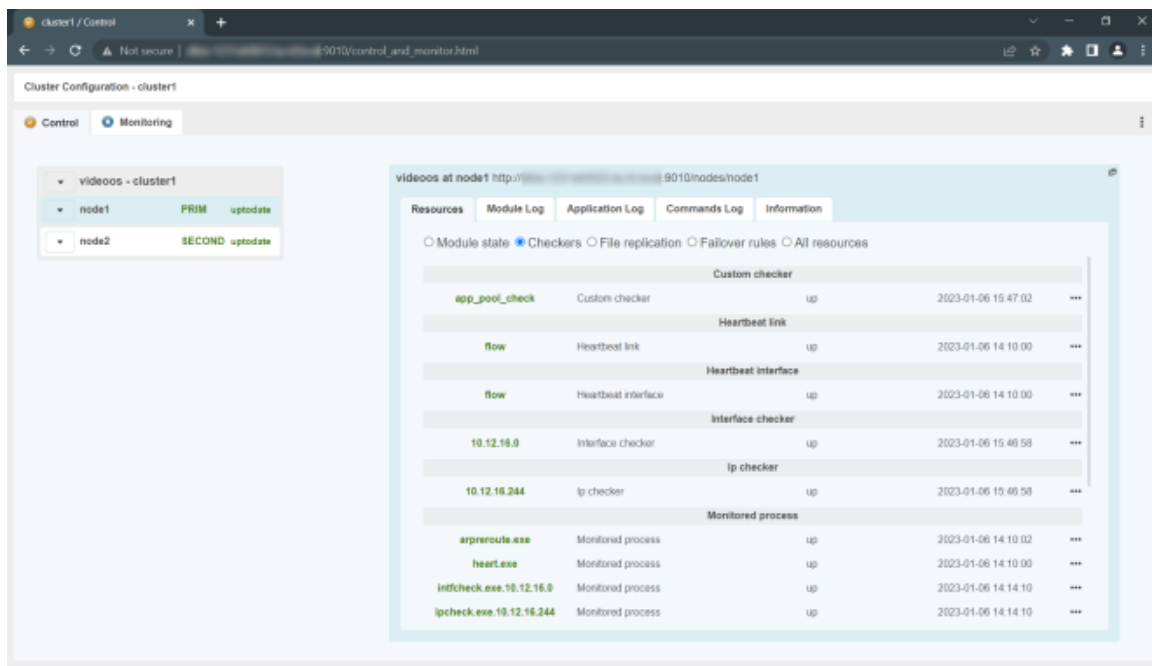 cluster1 / Control
Not secure | :9010/control_and_monitor.html
Cluster Configuration - cluster1
Control Monitoring
videoos - cluster1
node1 PRIM uptodate
node2 SECOND uptodate
videoos at node1 http:// :9010/nodes/node1
Resources Module Log Application Log Commands Log Information
Module state Checkers File replication Failover rules All resources
Custom checker
app_pool_check Custom checker up 2023-01-06 15:47:02
Heartbeat link
flow Heartbeat link up 2023-01-06 14:10:00
Heartbeat interface
flow Heartbeat interface up 2023-01-06 14:10:00
Interface checker
10.12.16.0 Interface checker up 2023-01-06 15:46:58
Ip checker
10.12.16.244 Ip checker up 2023-01-06 15:46:58
Monitored process
arpreroute.exe Monitored process up 2023-01-06 14:10:02
heart.exe Monitored process up 2023-01-06 14:10:00
intfcheck.exe.10.12.16.0 Monitored process up 2023-01-06 14:14:10
ipcheck.exe.10.12.16.244 Monitored process up 2023-01-06 14:14:10